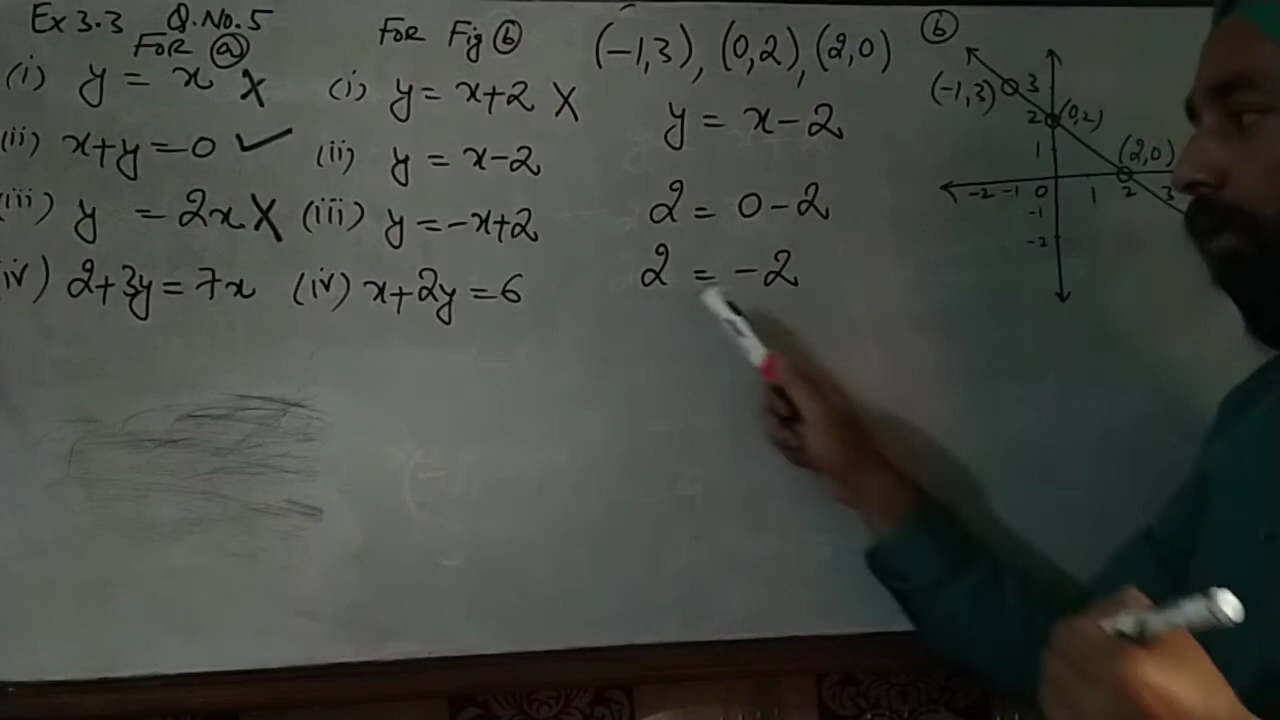 Ex 3.3 Q.No.5
FOR (a)
(i) y = x X
(ii) x+y=0 ✓
(iii) y = 2x X
(iv) 2+3y = 7x
FOR Fig (b)
(i) y = x+2 X
(ii) y = x-2
(iii) y = -x+2
(iv) x+2y = 6
(-1,3), (0,2), (2,0)
y = x-2
2 = 0-2
2 = -2
(b)
(-1,3) 3
2 (0,2)
1 (2,0)
-2 -1 0 1 2 3
-1
-2